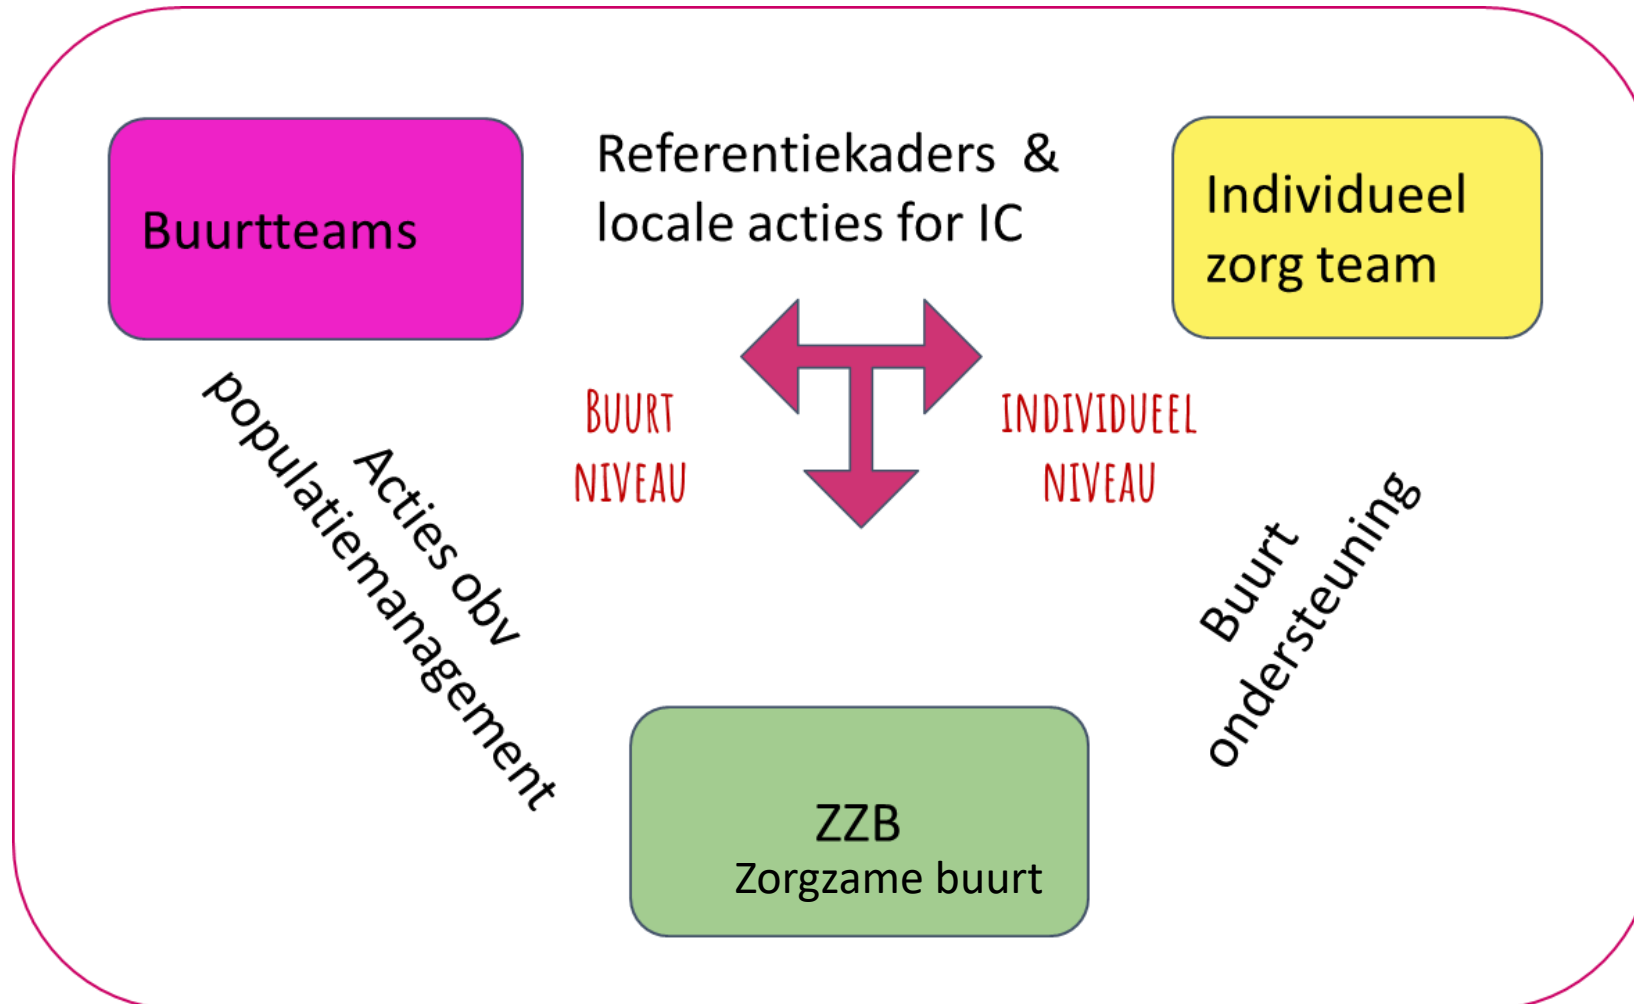 Buurtteams
Referentiekaders & 
locale acties for IC
Individueel
zorg team
BUURT
NIVEAU
INDIVIDUEEL
NIVEAU
Acties obv
populatiemanagement
Buurt
ondersteuning
ZZB
Zorgzame buurt